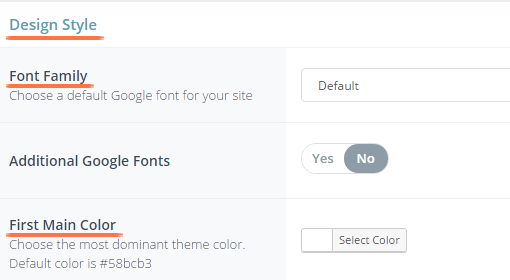 Design Style
Font Family
Choose a default Google font for your site
Default
Additional Google Fonts
Yes No
First Main Color
Choose the most dominant theme color.
Default color is #58bcb3
Select Color